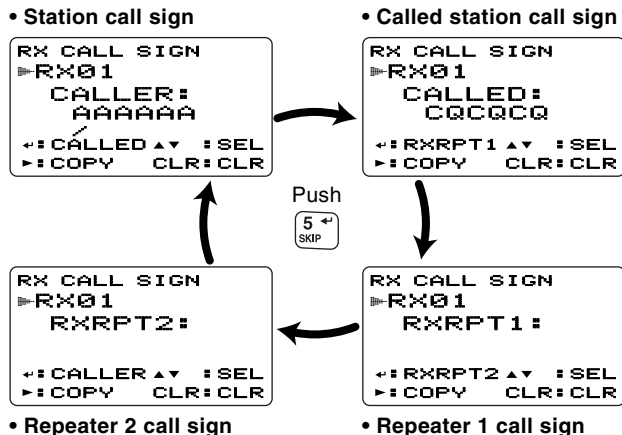 • Station call sign
RX CALL SIGN
RX01
CALLER:
AAAAAA
↵:CALLED ▲▼ :SEL
►:COPY CLR:CLR
• Called station call sign
RX CALL SIGN
RX01
CALLED:
CQCQCQ
↵:RXRPT1 ▲▼ :SEL
►:COPY CLR:CLR
Push
5 ↵
SKIP
RX CALL SIGN
RX01
RXRPT2:
↵:CALLER ▲▼ :SEL
►:COPY CLR:CLR
• Repeater 2 call sign
RX CALL SIGN
RX01
RXRPT1:
↵:RXRPT2 ▲▼ :SEL
►:COPY CLR:CLR
• Repeater 1 call sign